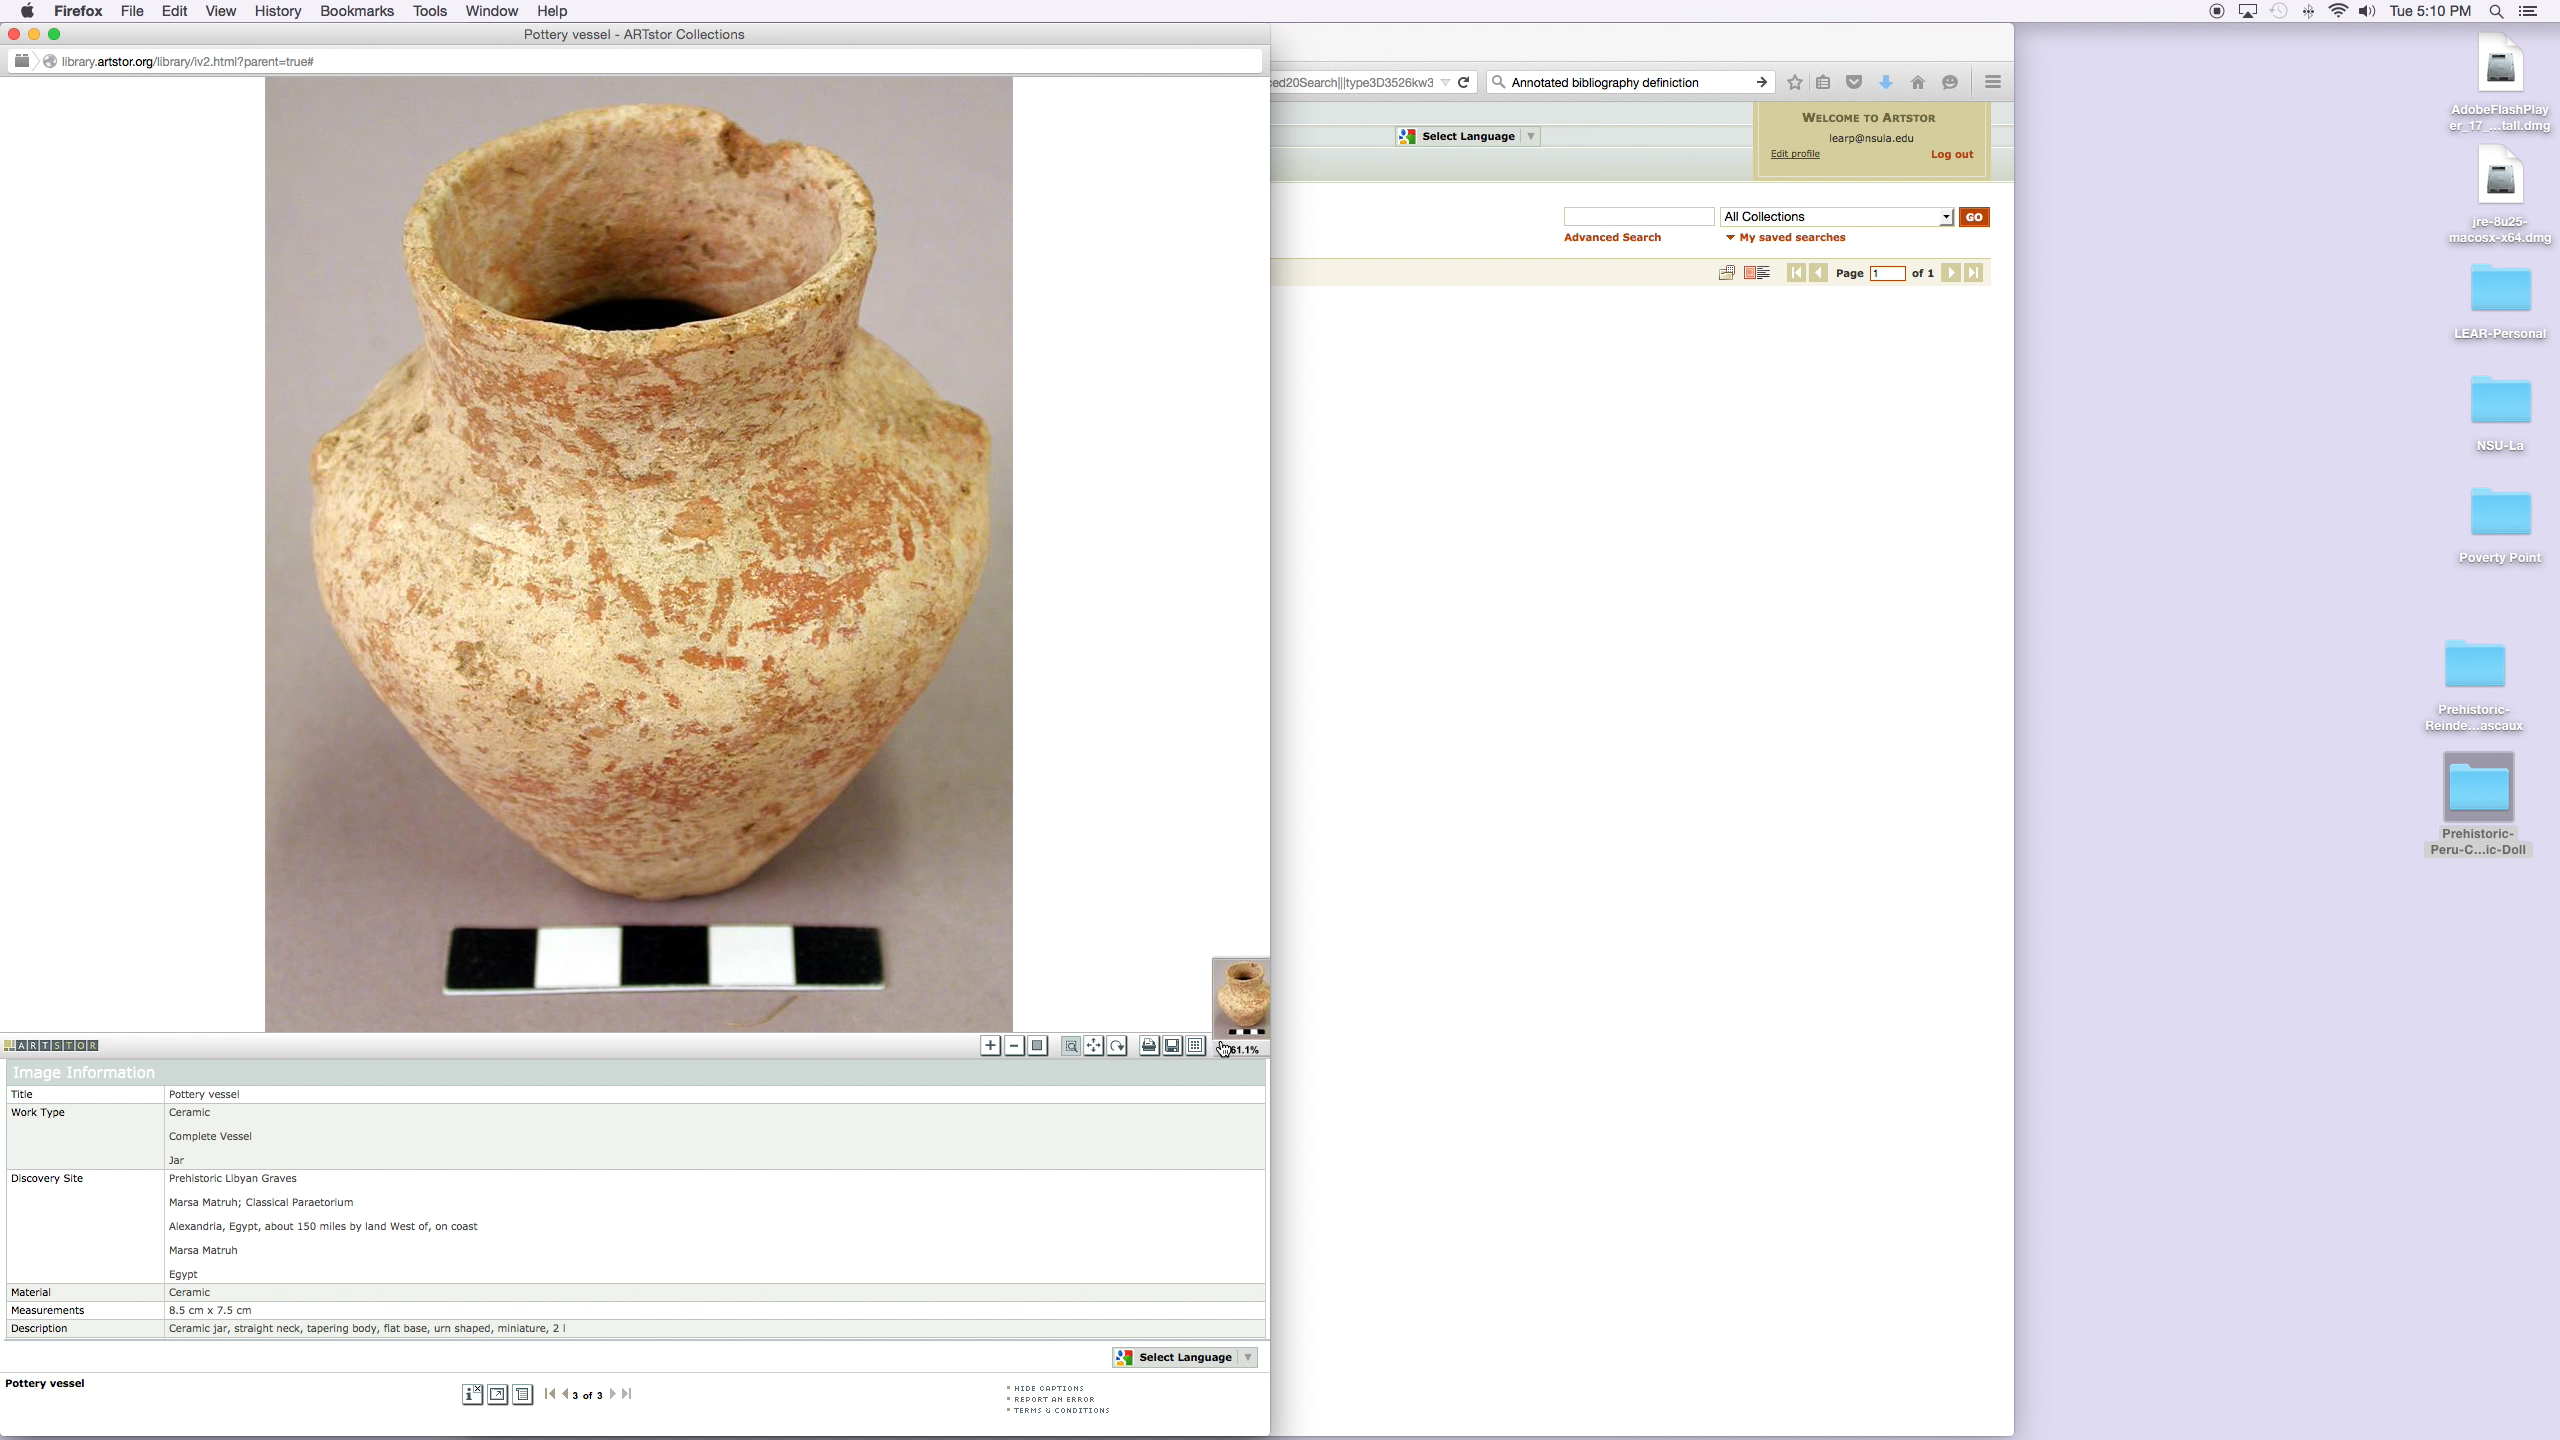 Firefox File Edit View History Bookmarks Tools Window Help
Tue 5:10 PM
Pottery vessel - ARTstor Collections
library.artstor.org/library/iv2.html?parent=true#
ced20Search|||type3D3526kw3
Annotated bibliography definiction
Select Language
WELCOME TO ARTSTOR
learp@nsula.edu
Edit profile
Log out
All Collections
GO
Advanced Search
My saved searches
Page 1 of 1
AdobeFlashPlay
er_17_...tall.dmg
jre-8u25-
macosx-x64.dmg
LEAR-Personal
NSU-La
Poverty Point
Prehistoric-
Reinde...ascaux
Prehistoric-
Peru-C...ic-Doll
ARTSTOR
61.1%
Image Information
Title Pottery vessel
Work Type Ceramic
Complete Vessel
Jar
Discovery Site Prehistoric Libyan Graves
Marsa Matruh; Classical Paraetorium
Alexandria, Egypt, about 150 miles by land West of, on coast
Marsa Matruh
Egypt
Material Ceramic
Measurements 8.5 cm x 7.5 cm
Description Ceramic jar, straight neck, tapering body, flat base, urn shaped, miniature, 2 l
Select Language
Pottery vessel
3 of 3
HIDE CAPTIONS
REPORT AN ERROR
TERMS & CONDITIONS